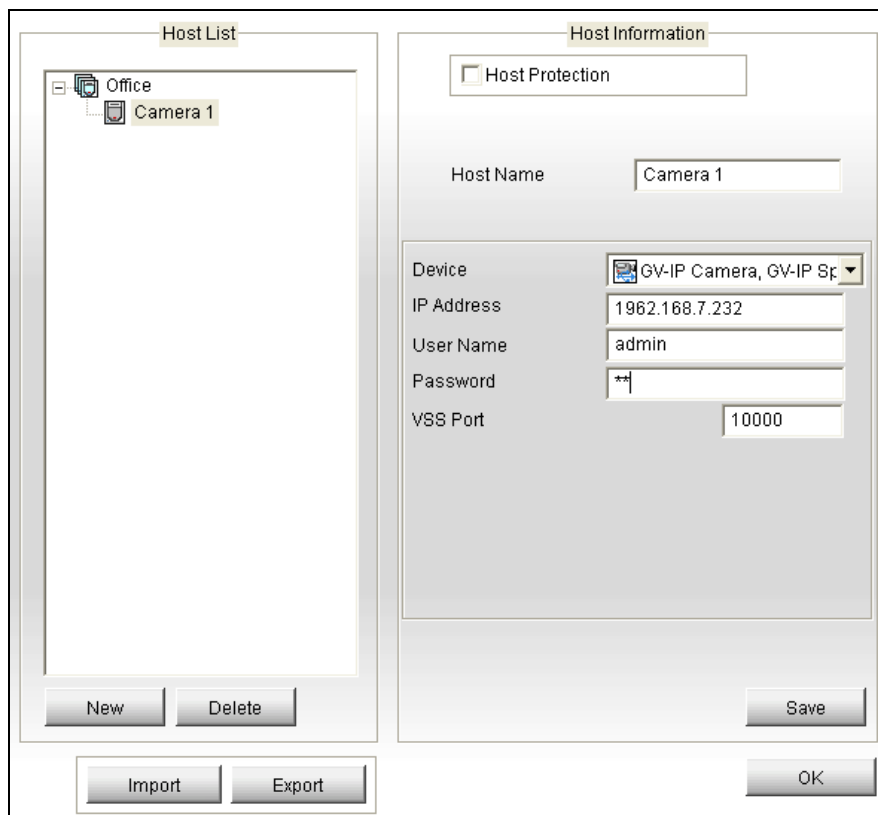 Host List
Office
Camera 1
New Delete
Import Export
Host Information
Host Protection
Host Name Camera 1
Device GV-IP Camera, GV-IP Sp
IP Address 1962.168.7.232
User Name admin
Password **
VSS Port 10000
Save
OK